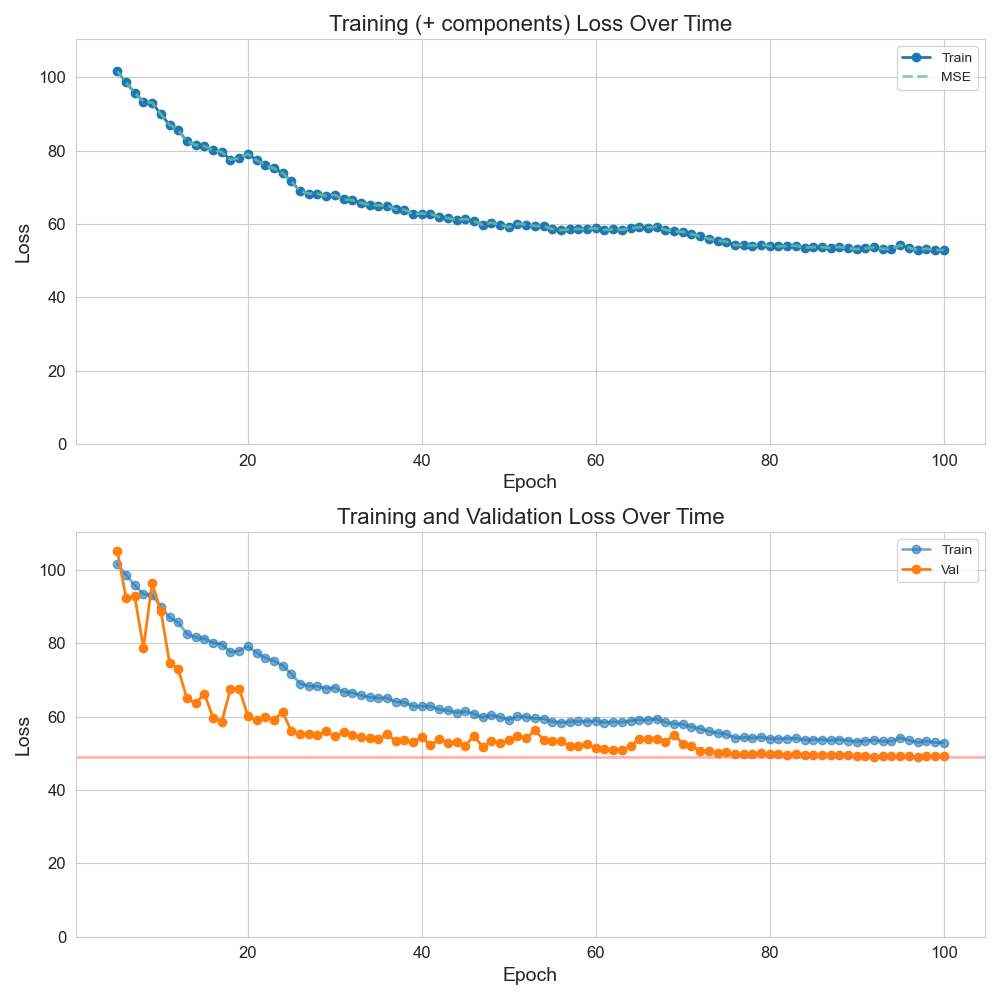 Training (+ components) Loss Over Time
Train
MSE
100
80
60
40
20
0
Loss
20 40 60 80 100
Epoch
Training and Validation Loss Over Time
Train
Val
100
80
60
40
20
0
Loss
20 40 60 80 100
Epoch